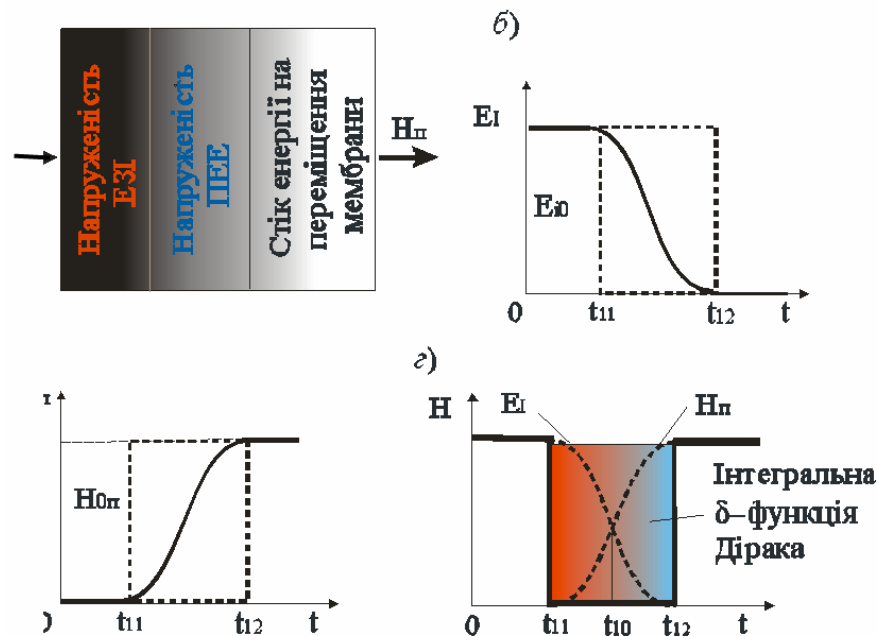 Напруженість
ЕЗІ
Напруженість
ПЕЕ
Стік енергії на
переміщення
мембрани
Hп
б)
EI
Ei0
0
t11
t12
t
H0п
t11
t12
t
г)
H
EI
Hп
Інтегральна
δ–функція
Дірака
0
t11
t10
t12
t